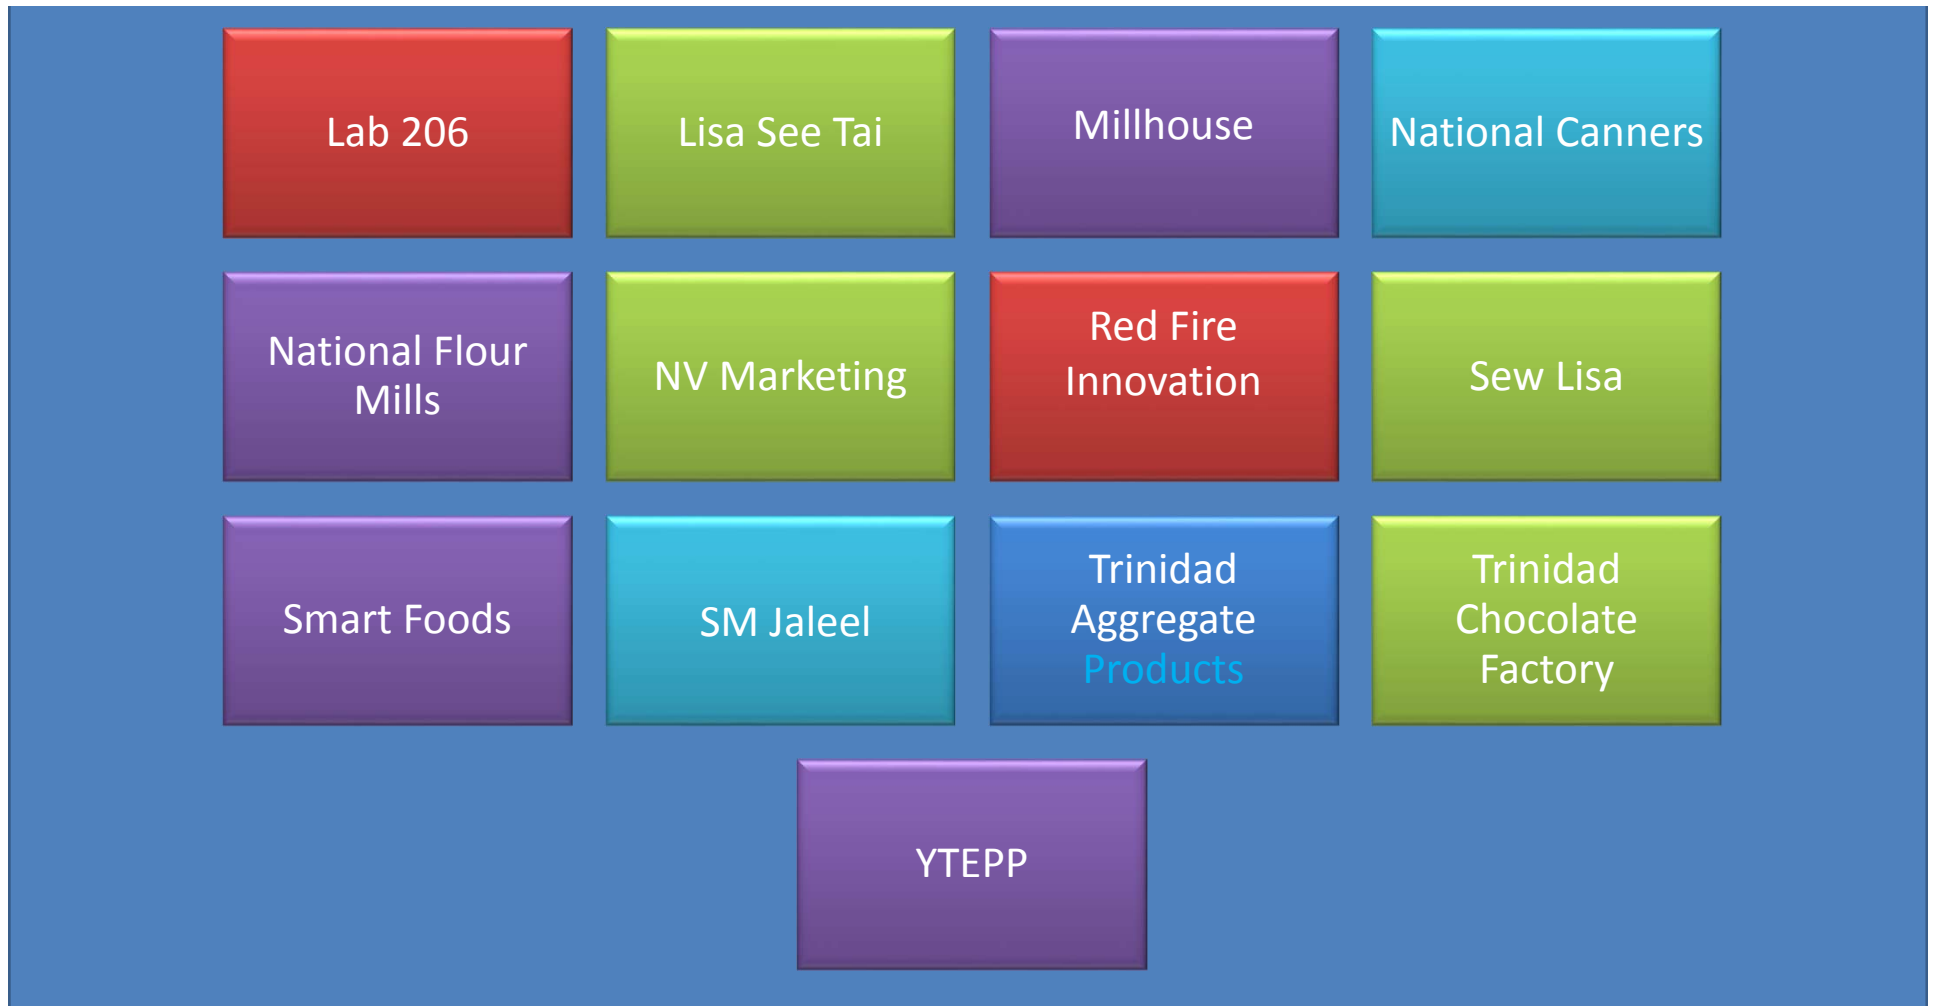 Lab 206
Lisa See Tai
Millhouse
National Canners
National Flour
Mills
NV Marketing
Red Fire
Innovation
Sew Lisa
Smart Foods
SM Jaleel
Trinidad
Aggregate
Products
Trinidad
Chocolate
Factory
YTEPP